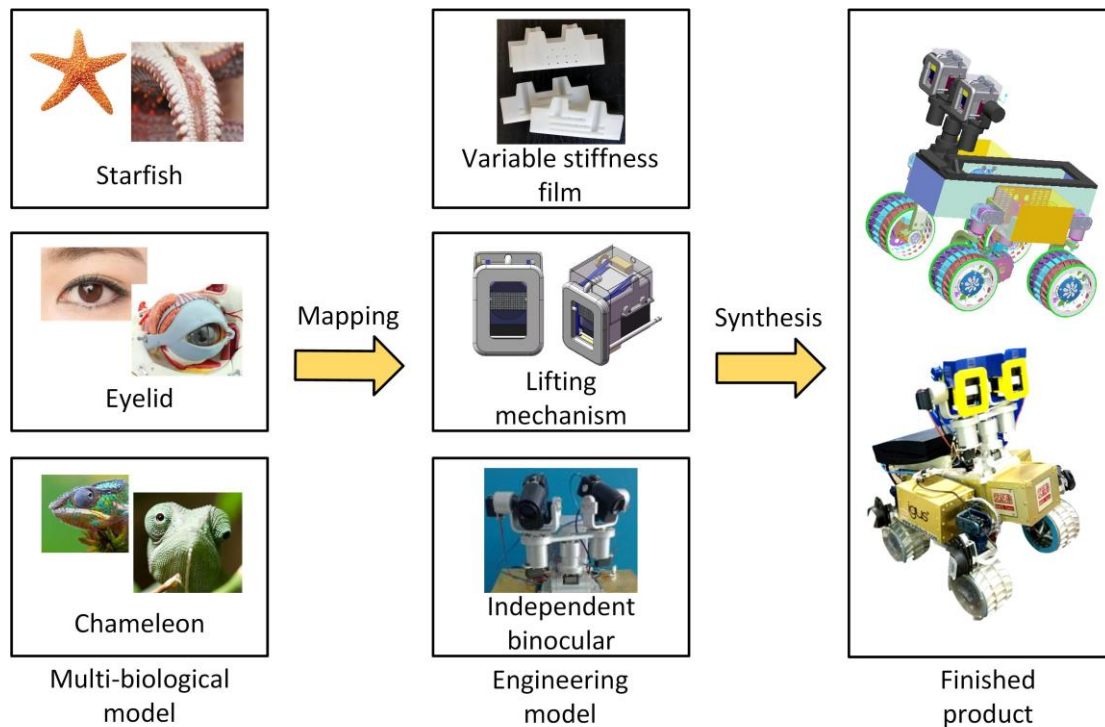 Starfish
Variable stiffness
film
Eyelid
Mapping
Lifting
mechanism
Synthesis
Chameleon
Independent
binocular
igus
Multi-biological
model
Engineering
model
Finished
product